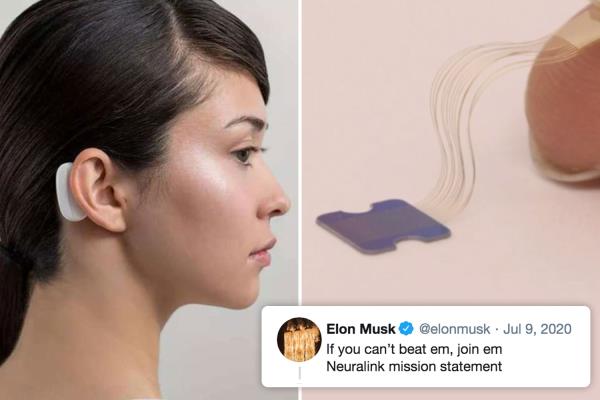 Elon Musk @elonmusk · Jul 9, 2020
If you can’t beat em, join em
Neuralink mission statement